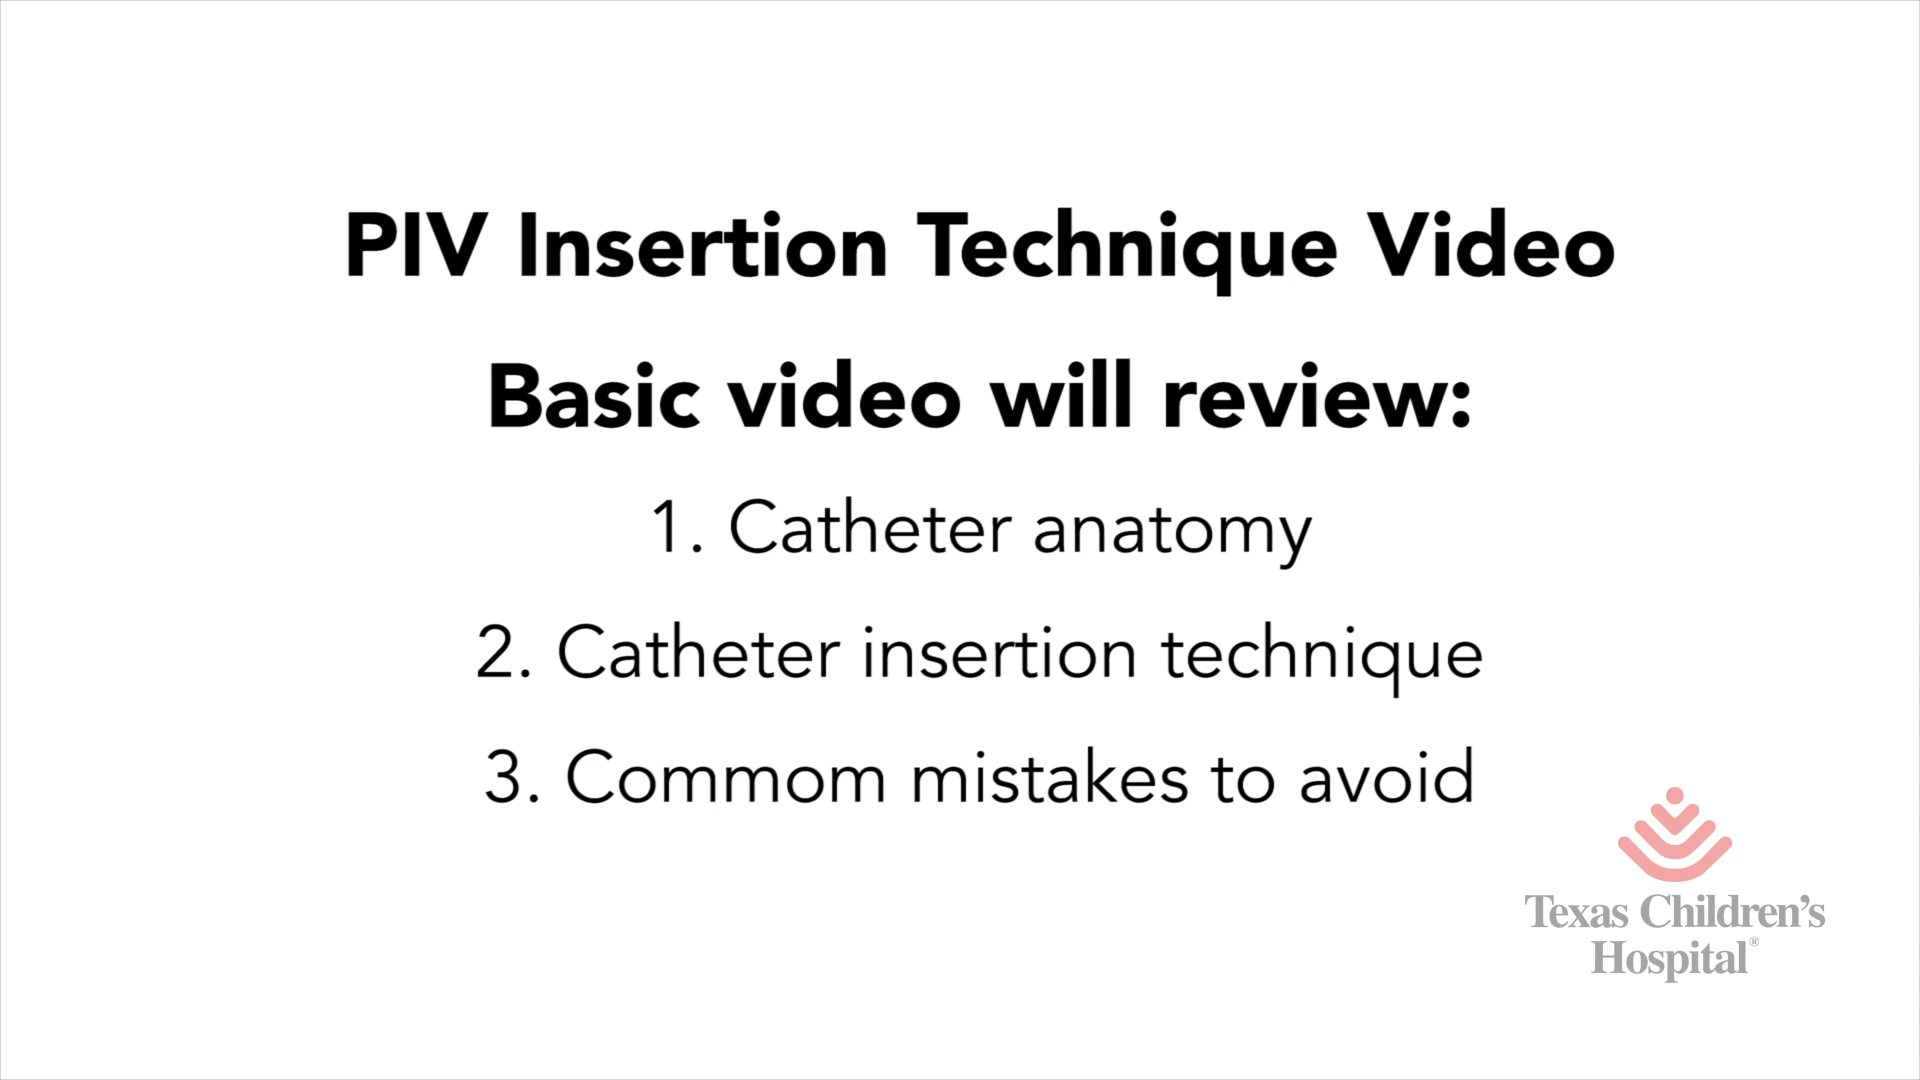 PIV Insertion Technique Video
Basic video will review:
1. Catheter anatomy
2. Catheter insertion technique
3. Commom mistakes to avoid
Texas Children's
Hospital®